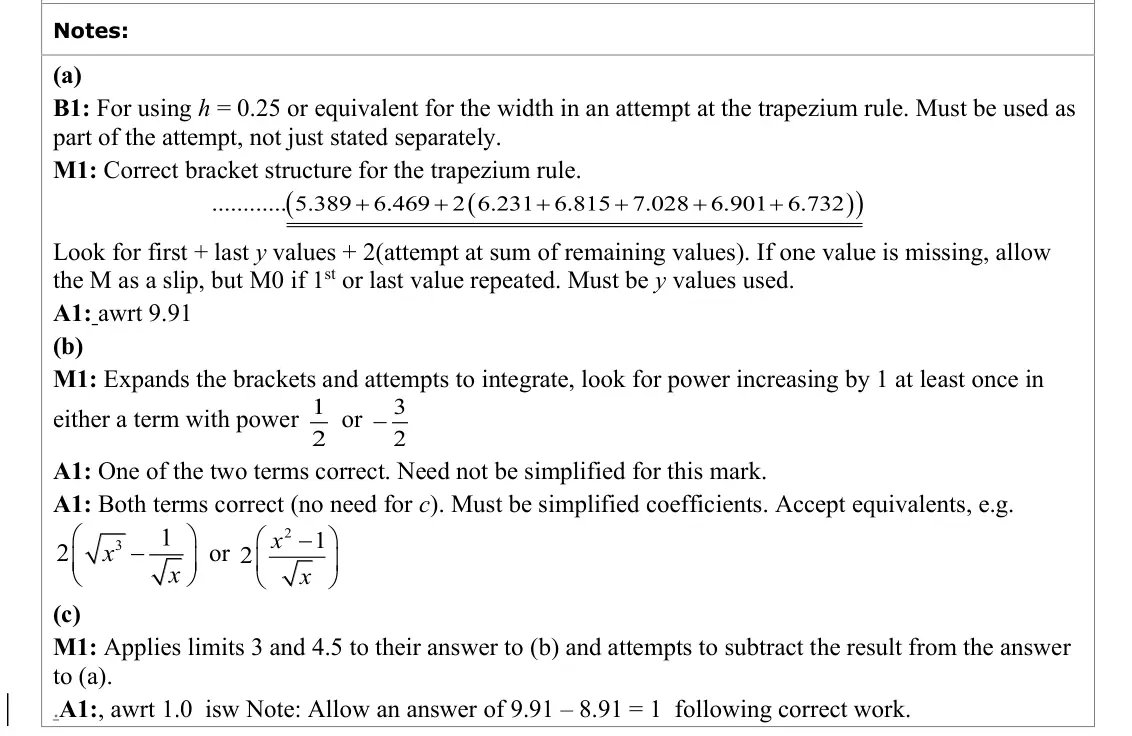 Notes:
(a)
B1: For using h = 0.25 or equivalent for the width in an attempt at the trapezium rule. Must be used as
part of the attempt, not just stated separately.
M1: Correct bracket structure for the trapezium rule.
............(5.389 + 6.469 + 2(6.231 + 6.815 + 7.028 + 6.901 + 6.732))
Look for first + last y values + 2(attempt at sum of remaining values). If one value is missing, allow
the M as a slip, but M0 if 1st or last value repeated. Must be y values used.
A1: awrt 9.91
(b)
M1: Expands the brackets and attempts to integrate, look for power increasing by 1 at least once in
either a term with power 1/2 or −3/2
A1: One of the two terms correct. Need not be simplified for this mark.
A1: Both terms correct (no need for c). Must be simplified coefficients. Accept equivalents, e.g.
2(√x³ − 1/√x) or 2((x² − 1)/√x)
(c)
M1: Applies limits 3 and 4.5 to their answer to (b) and attempts to subtract the result from the answer
to (a).
.A1:, awrt 1.0 isw Note: Allow an answer of 9.91 – 8.91 = 1 following correct work.